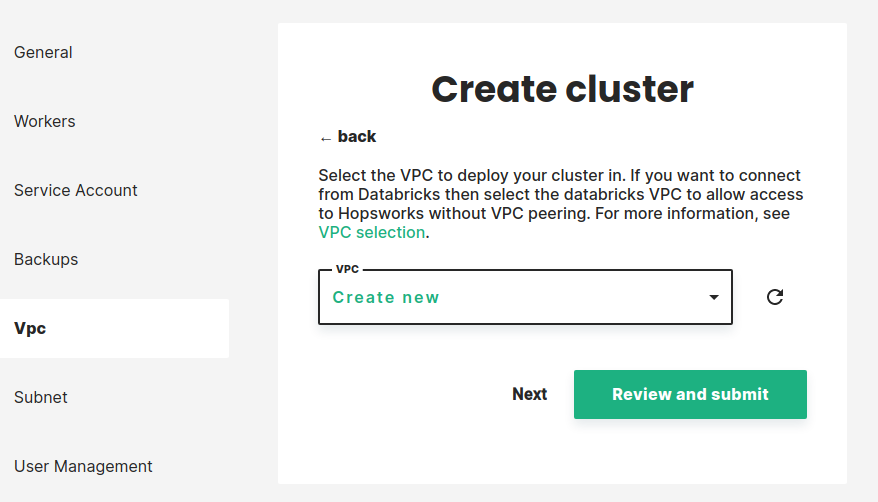 General
Workers
Service Account
Backups
Vpc
Subnet
User Management
Create cluster
← back
Select the VPC to deploy your cluster in. If you want to connect
from Databricks then select the databricks VPC to allow access
to Hopsworks without VPC peering. For more information, see
VPC selection.
VPC
Create new
Next
Review and submit